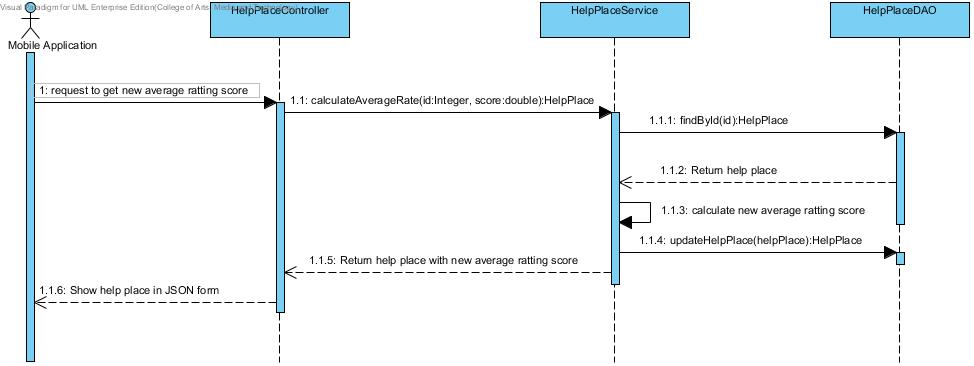 Visual Paradigm for UML Enterprise Edition(College of Arts, Media
HelpPlaceController
HelpPlaceService
HelpPlaceDAO
Mobile Application
1: request to get new average ratting score
1.1: calculateAverageRate(id:Integer, score:double):HelpPlace
1.1.1: findById(id):HelpPlace
1.1.2: Return help place
1.1.3: calculate new average ratting score
1.1.4: updateHelpPlace(helpPlace):HelpPlace
1.1.5: Return help place with new average ratting score
1.1.6: Show help place in JSON form